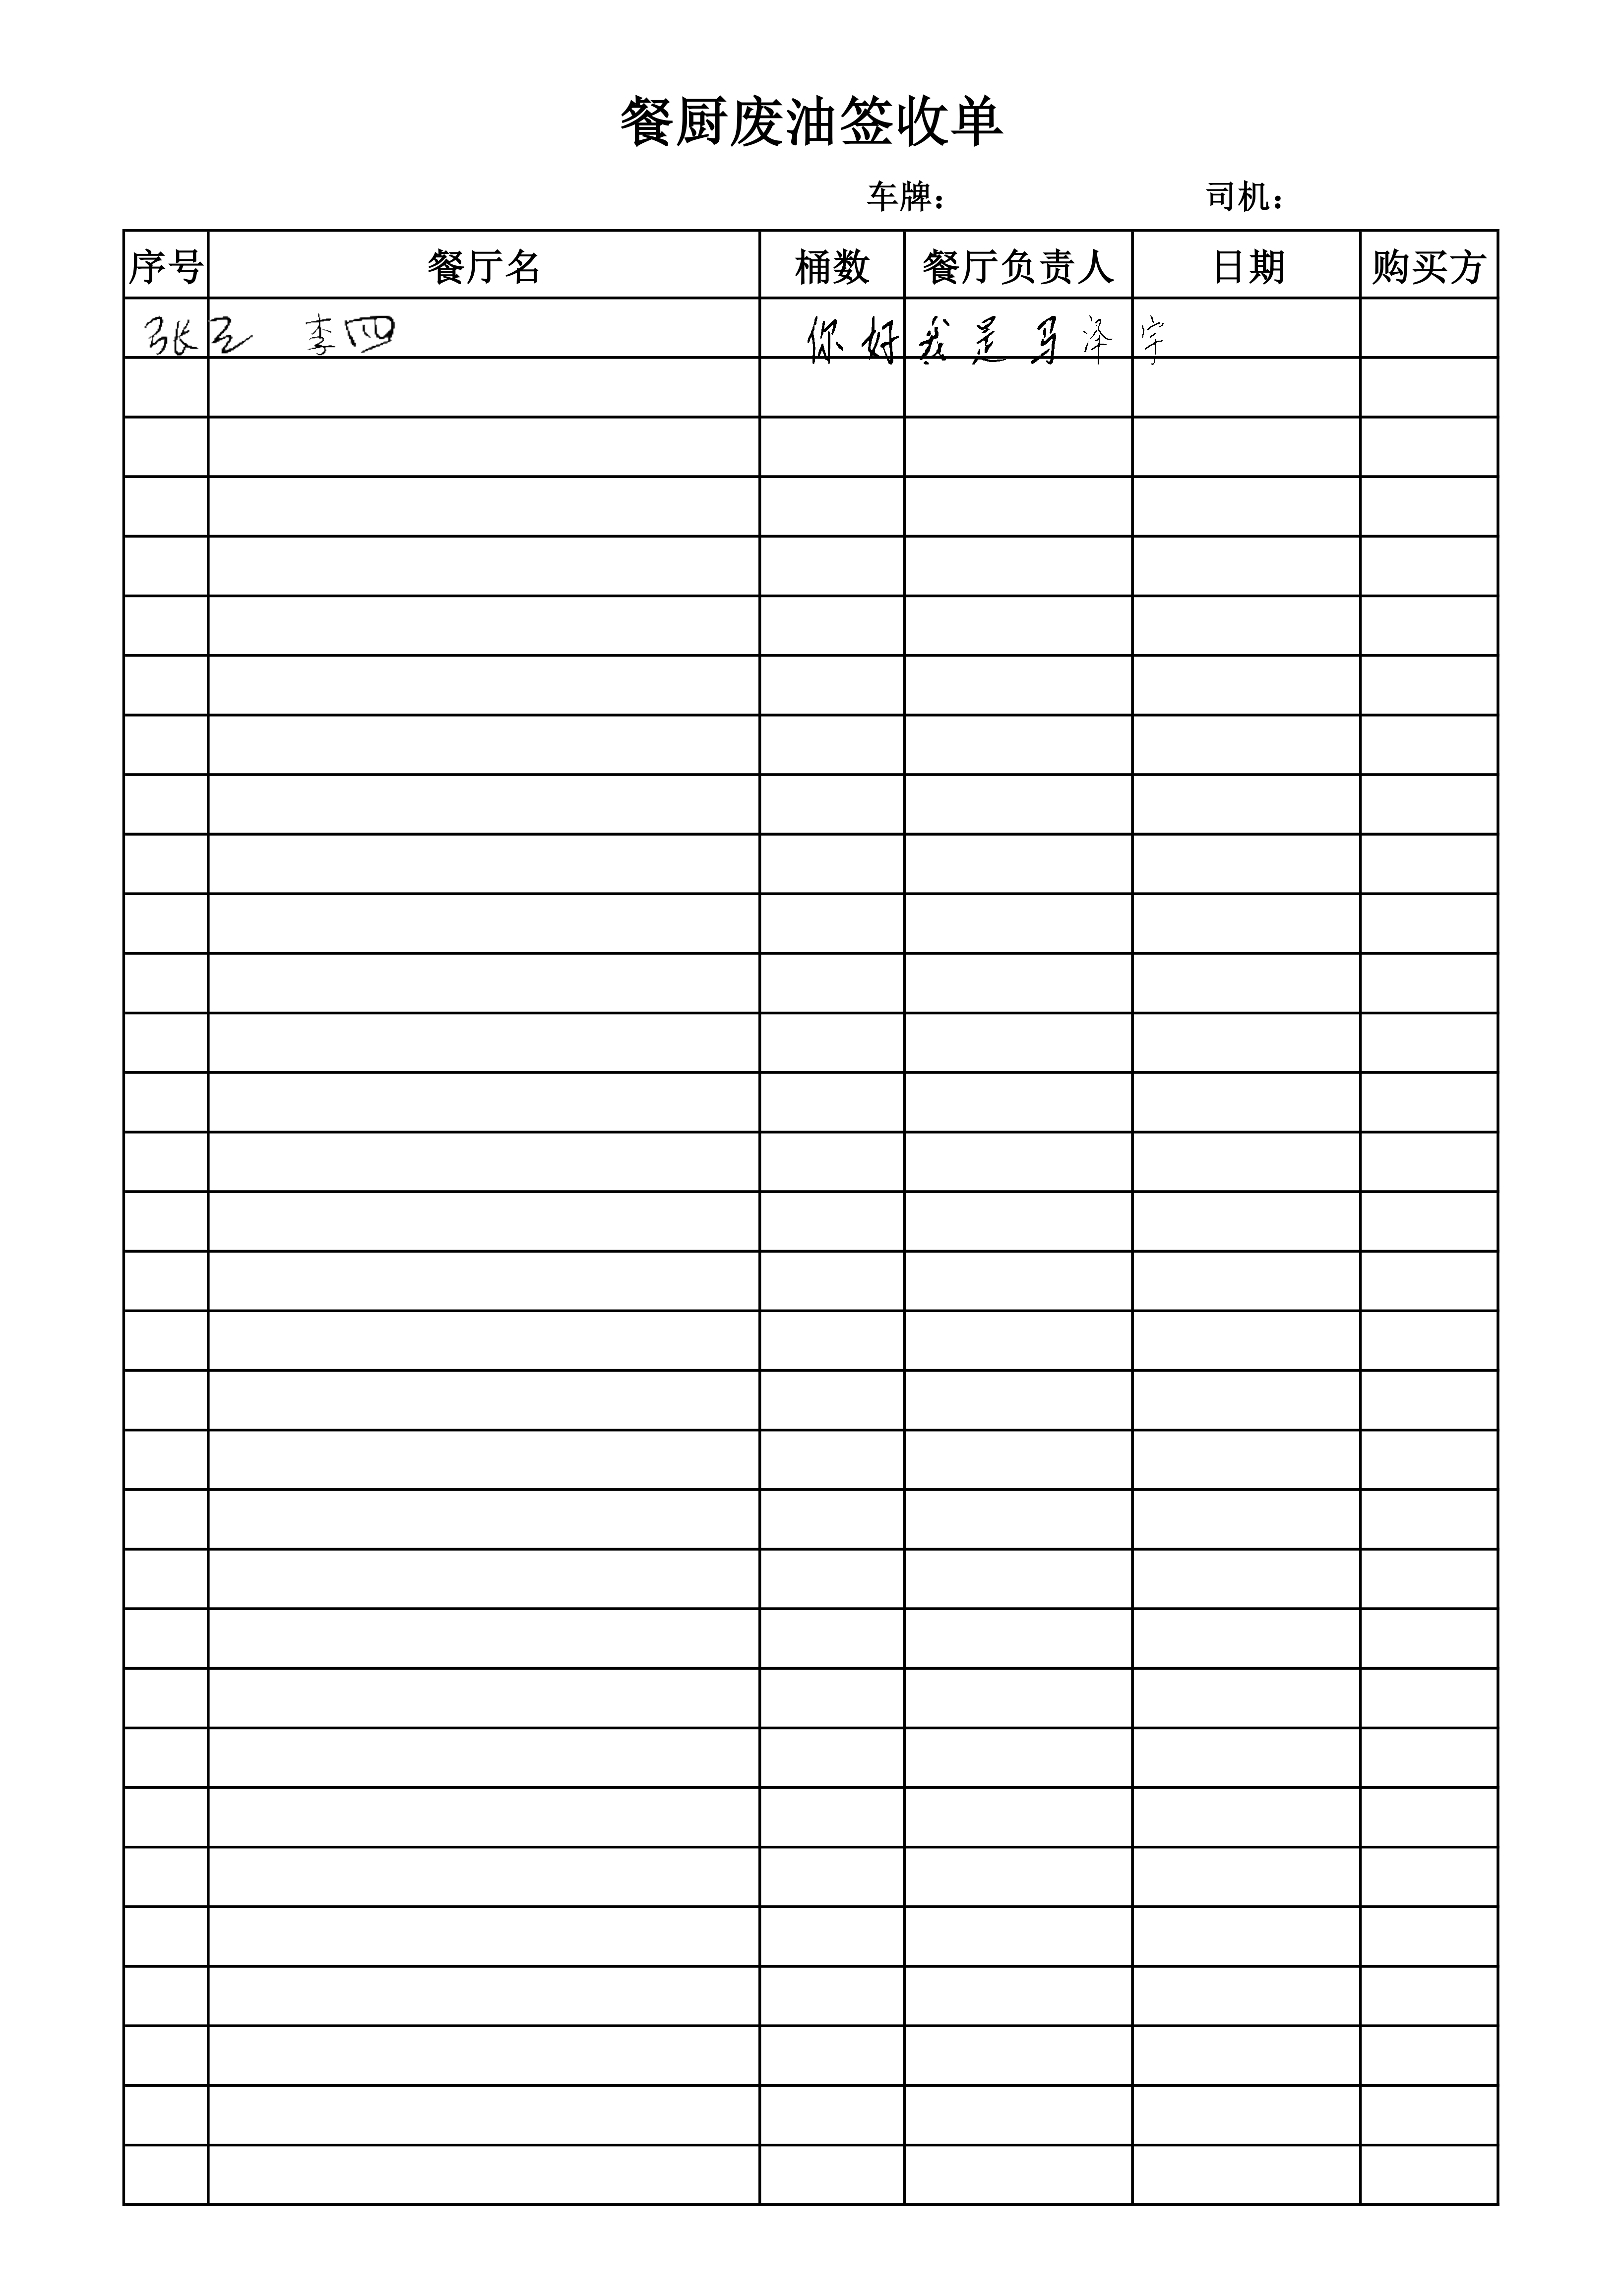 餐厨废油签收单
车牌： 司机：
序号 餐厅名 桶数 餐厅负责人 日期 购买方
张三 李四 你好我是马泽宇